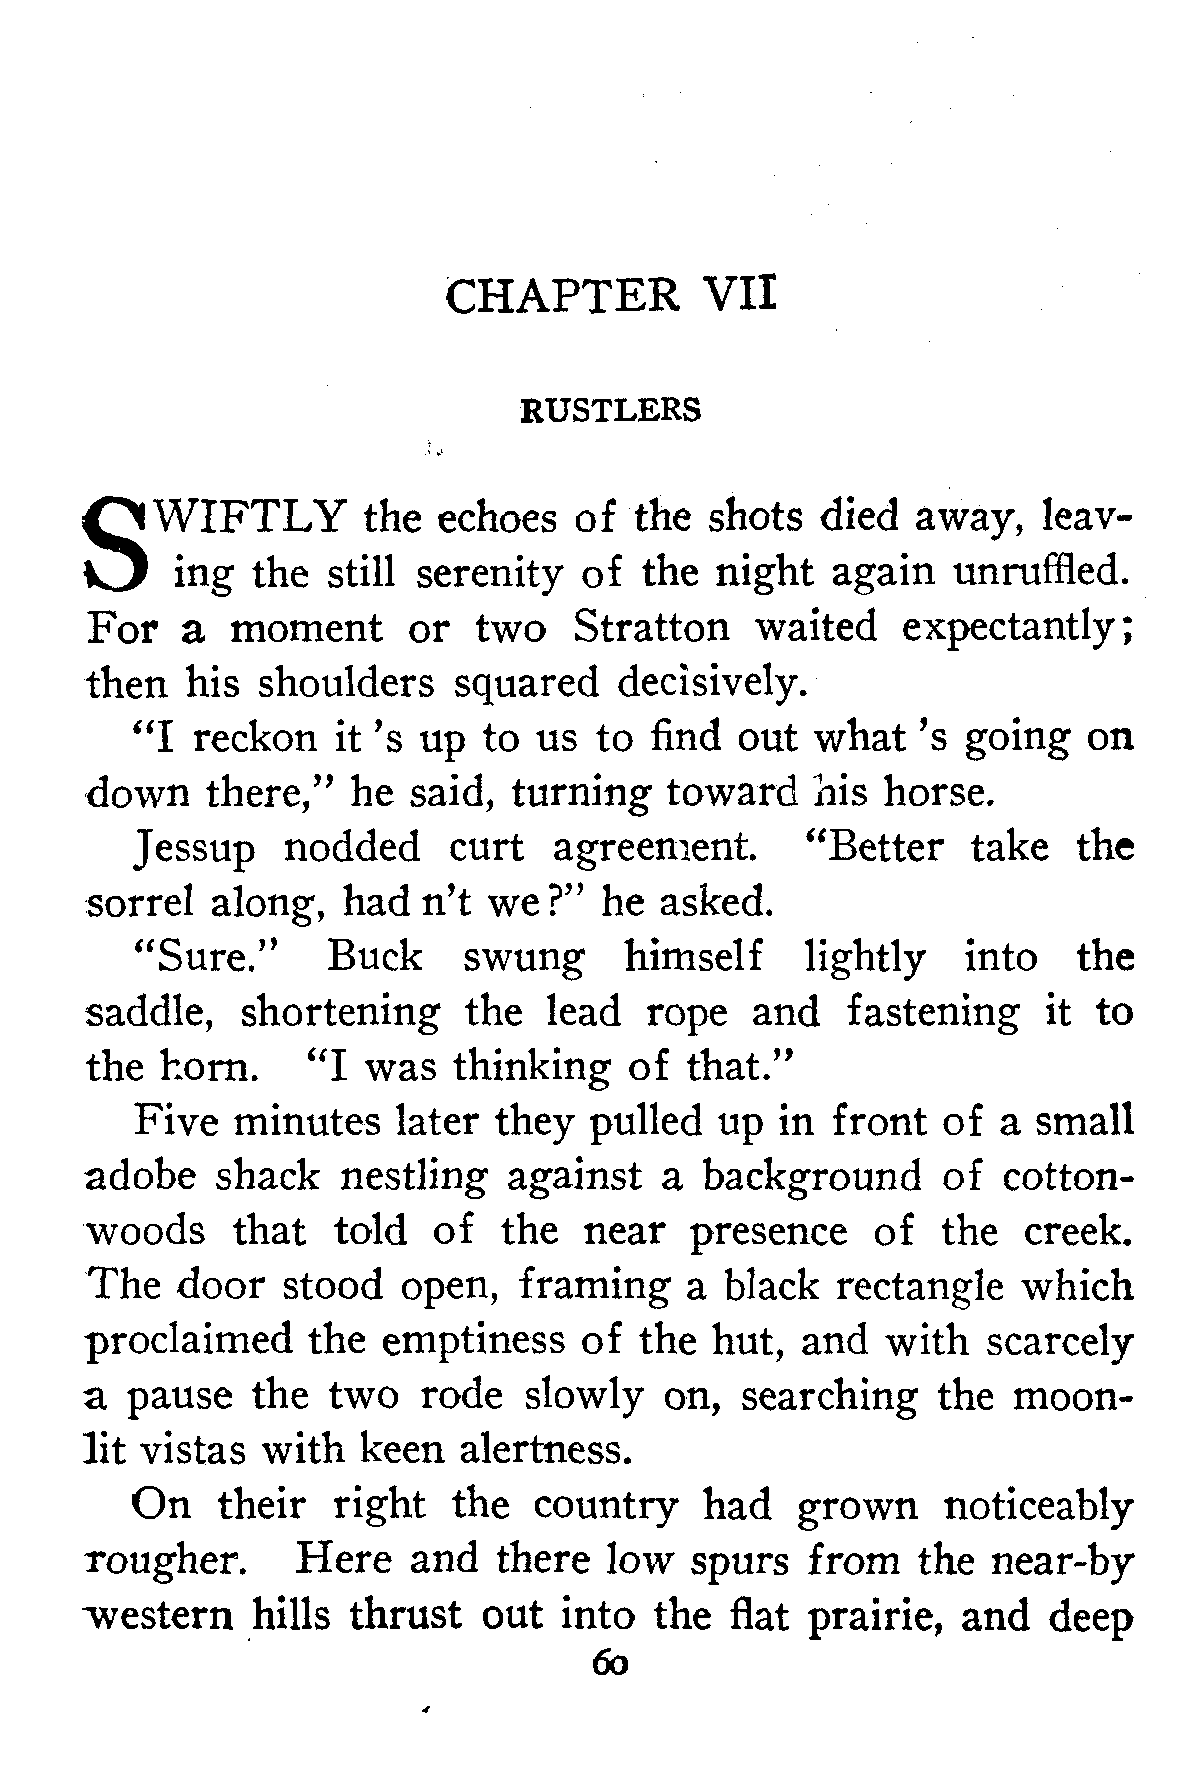 CHAPTER VII
RUSTLERS
SWIFTLY the echoes of the shots died away, leav-
ing the still serenity of the night again unruffled.
For a moment or two Stratton waited expectantly;
then his shoulders squared decisively.
“I reckon it ’s up to us to find out what ’s going on
down there,” he said, turning toward his horse.
Jessup nodded curt agreement. “Better take the
sorrel along, had n’t we?” he asked.
“Sure.” Buck swung himself lightly into the
saddle, shortening the lead rope and fastening it to
the horn. “I was thinking of that.”
Five minutes later they pulled up in front of a small
adobe shack nestling against a background of cotton-
woods that told of the near presence of the creek.
The door stood open, framing a black rectangle which
proclaimed the emptiness of the hut, and with scarcely
a pause the two rode slowly on, searching the moon-
lit vistas with keen alertness.
On their right the country had grown noticeably
rougher. Here and there low spurs from the near-by
western hills thrust out into the flat prairie, and deep
60